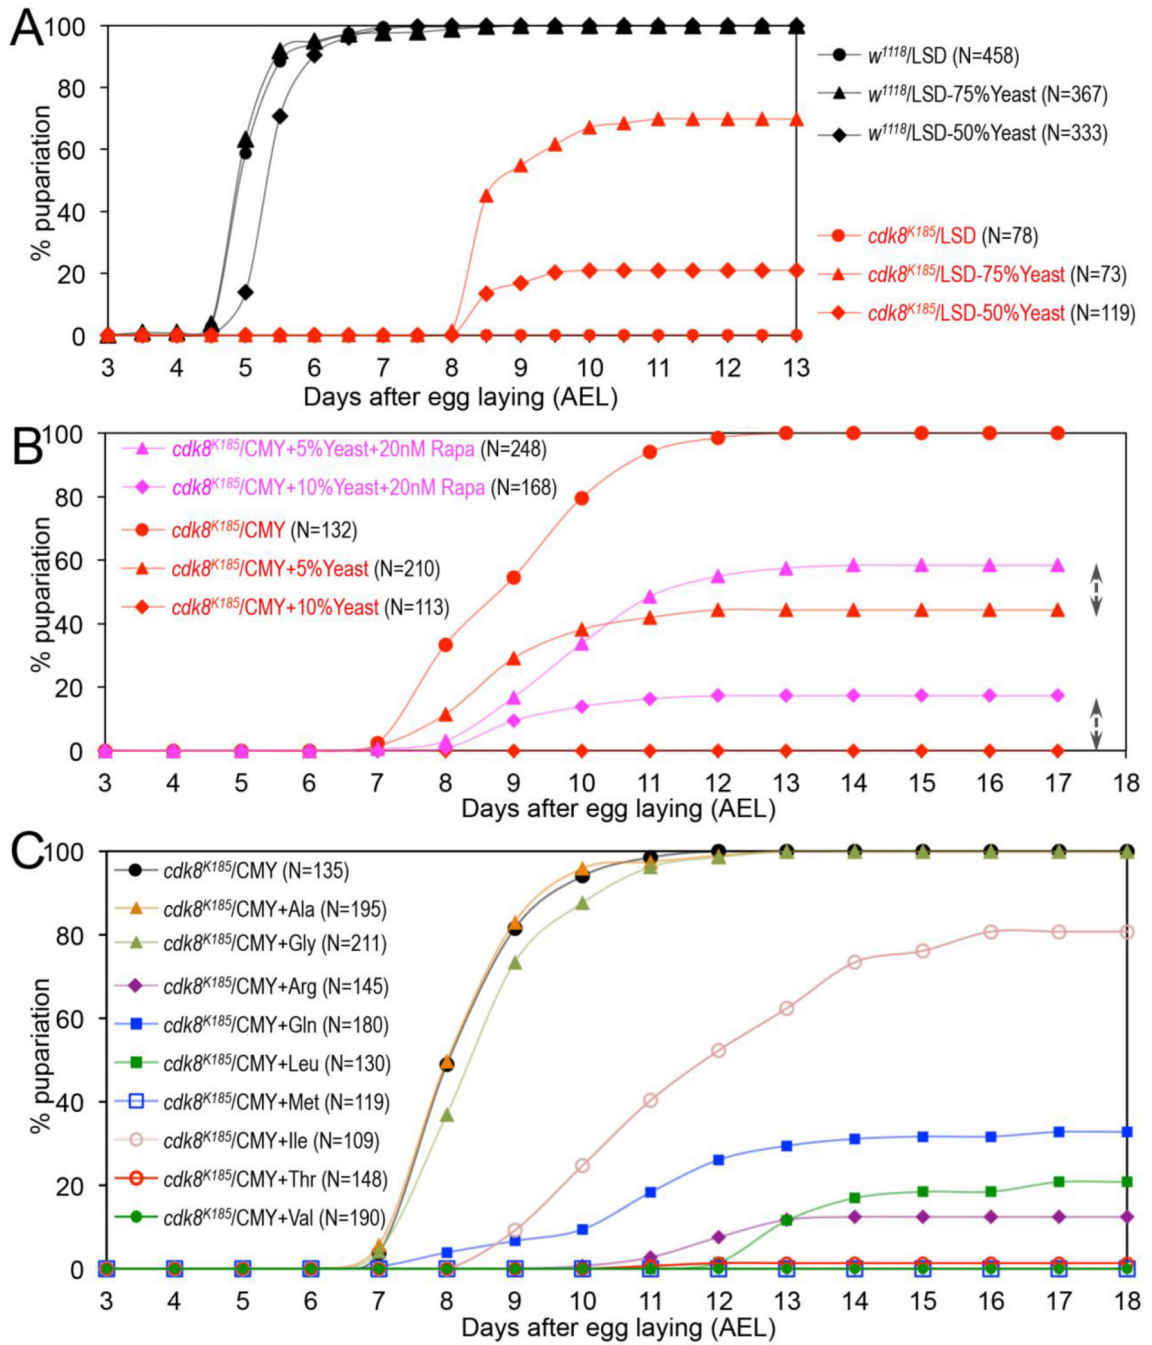 A
100
80
60
40
20
0
% pupariation
3 4 5 6 7 8 9 10 11 12 13
Days after egg laying (AEL)
w1118/LSD (N=458)
w1118/LSD-75%Yeast (N=367)
w1118/LSD-50%Yeast (N=333)
cdk8K185/LSD (N=78)
cdk8K185/LSD-75%Yeast (N=73)
cdk8K185/LSD-50%Yeast (N=119)
B
100
80
60
40
20
0
% pupariation
cdk8K185/CMY+5%Yeast+20nM Rapa (N=248)
cdk8K185/CMY+10%Yeast+20nM Rapa (N=168)
cdk8K185/CMY (N=132)
cdk8K185/CMY+5%Yeast (N=210)
cdk8K185/CMY+10%Yeast (N=113)
3 4 5 6 7 8 9 10 11 12 13 14 15 16 17 18
Days after egg laying (AEL)
C
100
80
60
40
20
0
% pupariation
cdk8K185/CMY (N=135)
cdk8K185/CMY+Ala (N=195)
cdk8K185/CMY+Gly (N=211)
cdk8K185/CMY+Arg (N=145)
cdk8K185/CMY+Gln (N=180)
cdk8K185/CMY+Leu (N=130)
cdk8K185/CMY+Met (N=119)
cdk8K185/CMY+Ile (N=109)
cdk8K185/CMY+Thr (N=148)
cdk8K185/CMY+Val (N=190)
3 4 5 6 7 8 9 10 11 12 13 14 15 16 17 18
Days after egg laying (AEL)